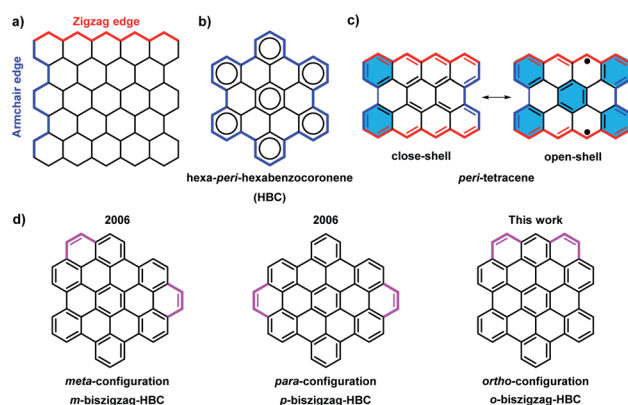 a)
Zigzag edge
Armchair edge
b)
hexa-peri-hexabenzocoronene
(HBC)
c)
close-shell
open-shell
peri-tetracene
d)
2006
meta-configuration
m-biszigzag-HBC
2006
para-configuration
p-biszigzag-HBC
This work
ortho-configuration
o-biszigzag-HBC